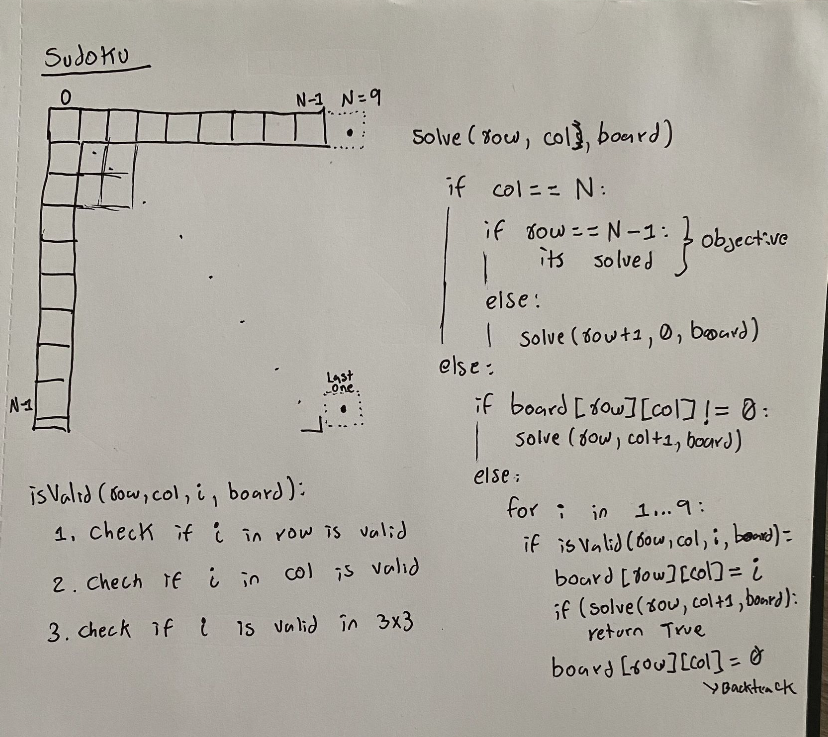 Sudoku
0 N-1 N=9
N-1
Last
one
isValid(row,col,i, board):
1. check if i in row is valid
2. Chech if i in col is valid
3. check if i is valid in 3x3
solve(row, col, board)
if col == N:
if row == N-1: } objective
its solved
else:
solve(row+1, 0, board)
else:
if board[row][col] != 0:
solve (row, col+1, board)
else:
for i in 1...9:
if isValid(row,col,i, board)=
board[row][col] = i
if (solve(row, col+1, board):
return True
board[row][col] = 0
Backtrack